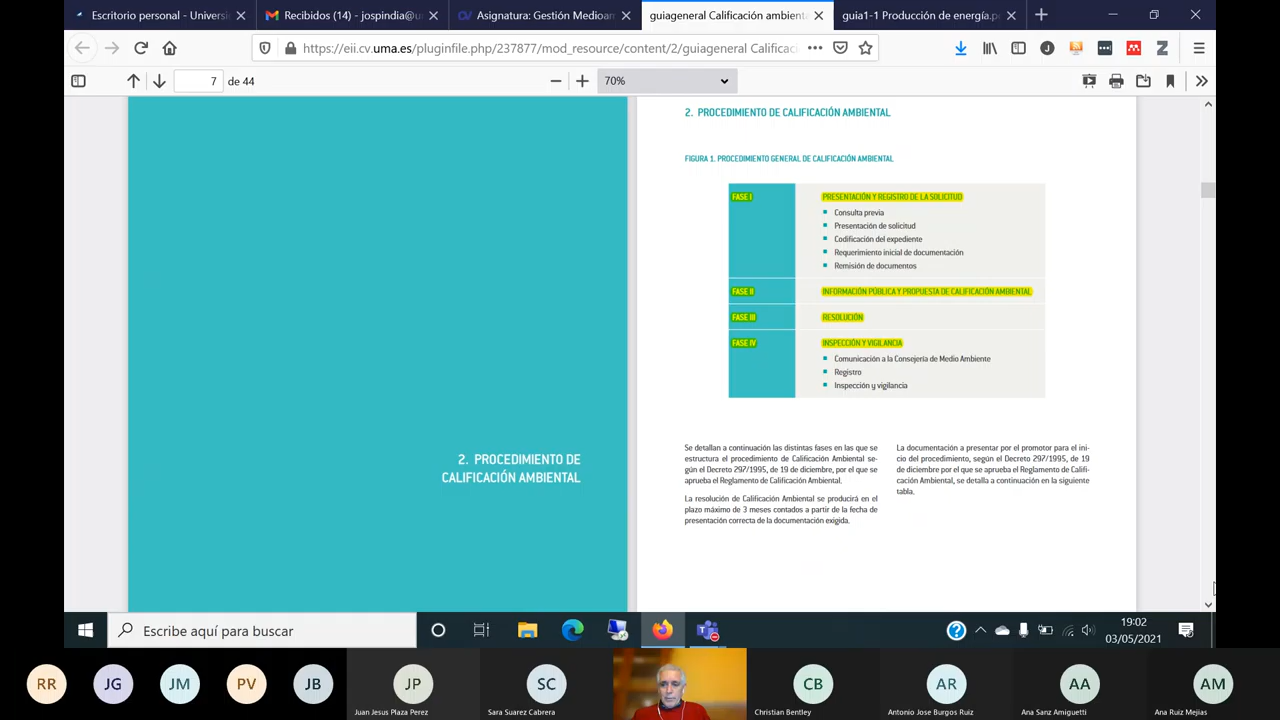 Escritorio personal - Universi
Recibidos (14) - jospindia@u
Asignatura: Gestión Medioam
guiageneral Calificación ambienta
guia1-1 Producción de energía.p
https://eii.cv.uma.es/pluginfile.php/237877/mod_resource/content/2/guiageneral Calificac
7 de 44
70%
2. PROCEDIMIENTO DE CALIFICACIÓN AMBIENTAL
FIGURA 1. PROCEDIMIENTO GENERAL DE CALIFICACIÓN AMBIENTAL
FASE I
PRESENTACIÓN Y REGISTRO DE LA SOLICITUD
Consulta previa
Presentación de solicitud
Codificación del expediente
Requerimiento inicial de documentación
Remisión de documentos
FASE II
INFORMACIÓN PÚBLICA Y PROPUESTA DE CALIFICACIÓN AMBIENTAL
FASE III
RESOLUCIÓN
FASE IV
INSPECCIÓN Y VIGILANCIA
Comunicación a la Consejería de Medio Ambiente
Registro
Inspección y vigilancia
2. PROCEDIMIENTO DE
CALIFICACIÓN AMBIENTAL
Se detallan a continuación las distintas fases en las que se
estructura el procedimiento de Calificación Ambiental se-
gún el Decreto 297/1995, de 19 de diciembre, por el que se
aprueba el Reglamento de Calificación Ambiental.
La resolución de Calificación Ambiental se producirá en el
plazo máximo de 3 meses contados a partir de la fecha de
presentación correcta de la documentación exigida.
La documentación a presentar por el promotor para el ini-
cio del procedimiento, según el Decreto 297/1995, de 19
de diciembre por el que se aprueba el Reglamento de Califi-
cación Ambiental, se detalla a continuación en la siguiente
tabla.
Escribe aquí para buscar
19:02
03/05/2021
RR
JG
JM
PV
JB
JP
Juan Jesus Plaza Perez
SC
Sara Suarez Cabrera
CB
Christian Bentley
AR
Antonio Jose Burgos Ruiz
AA
Ana Sanz Amiguetti
AM
Ana Ruiz Mejias